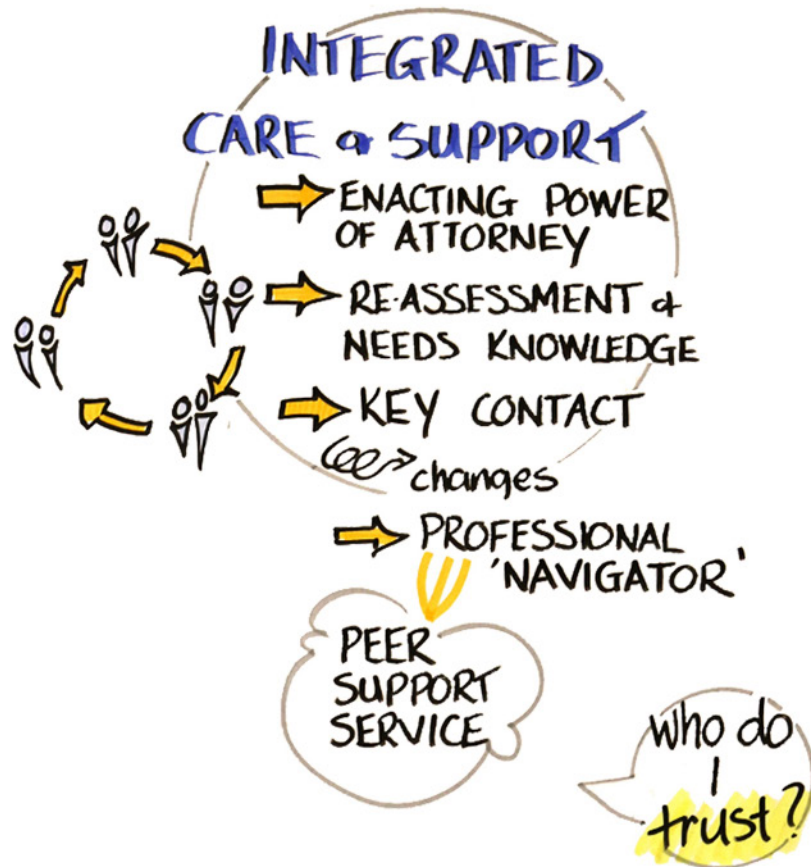 INTEGRATED
CARE & SUPPORT
ENACTING POWER
OF ATTORNEY
RE-ASSESSMENT &
NEEDS KNOWLEDGE
KEY CONTACT
changes
PROFESSIONAL
'NAVIGATOR'
PEER
SUPPORT
SERVICE
who do
I
trust?